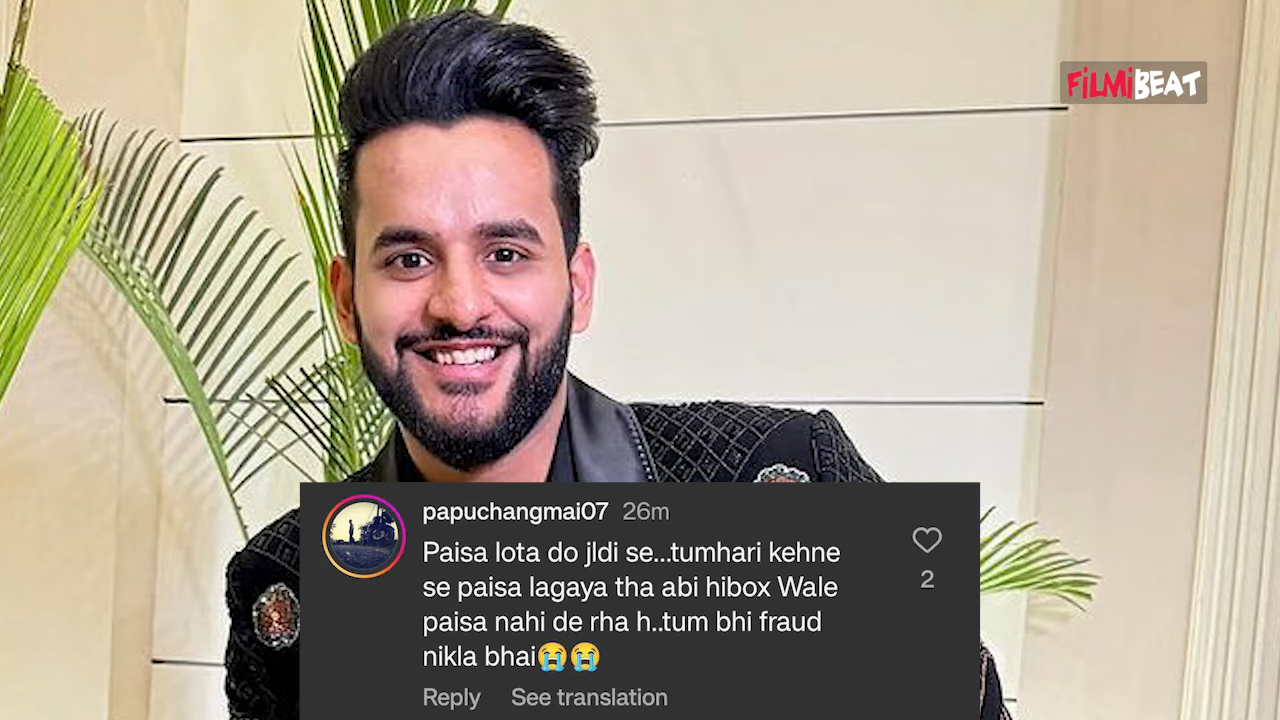 FiLMiBEAT
papuchangmai07 26m
Paisa lota do jldi se...tumhari kehne
se paisa lagaya tha abi hibox Wale
paisa nahi de rha h..tum bhi fraud
nikla bhai😭😭
2
Reply See translation